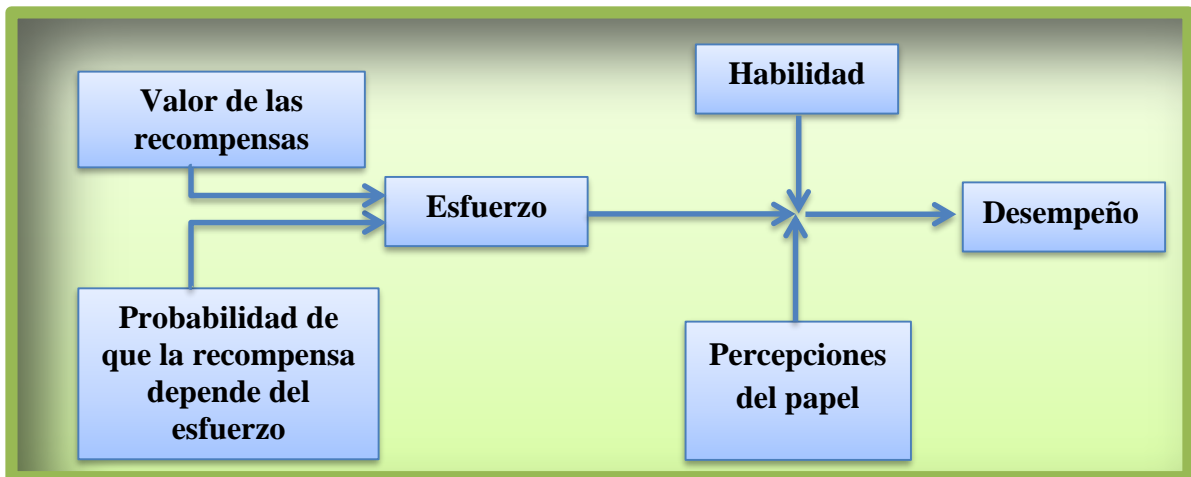 Valor de las
recompensas
Habilidad
Esfuerzo
Desempeño
Probabilidad de
que la recompensa
depende del
esfuerzo
Percepciones
del papel